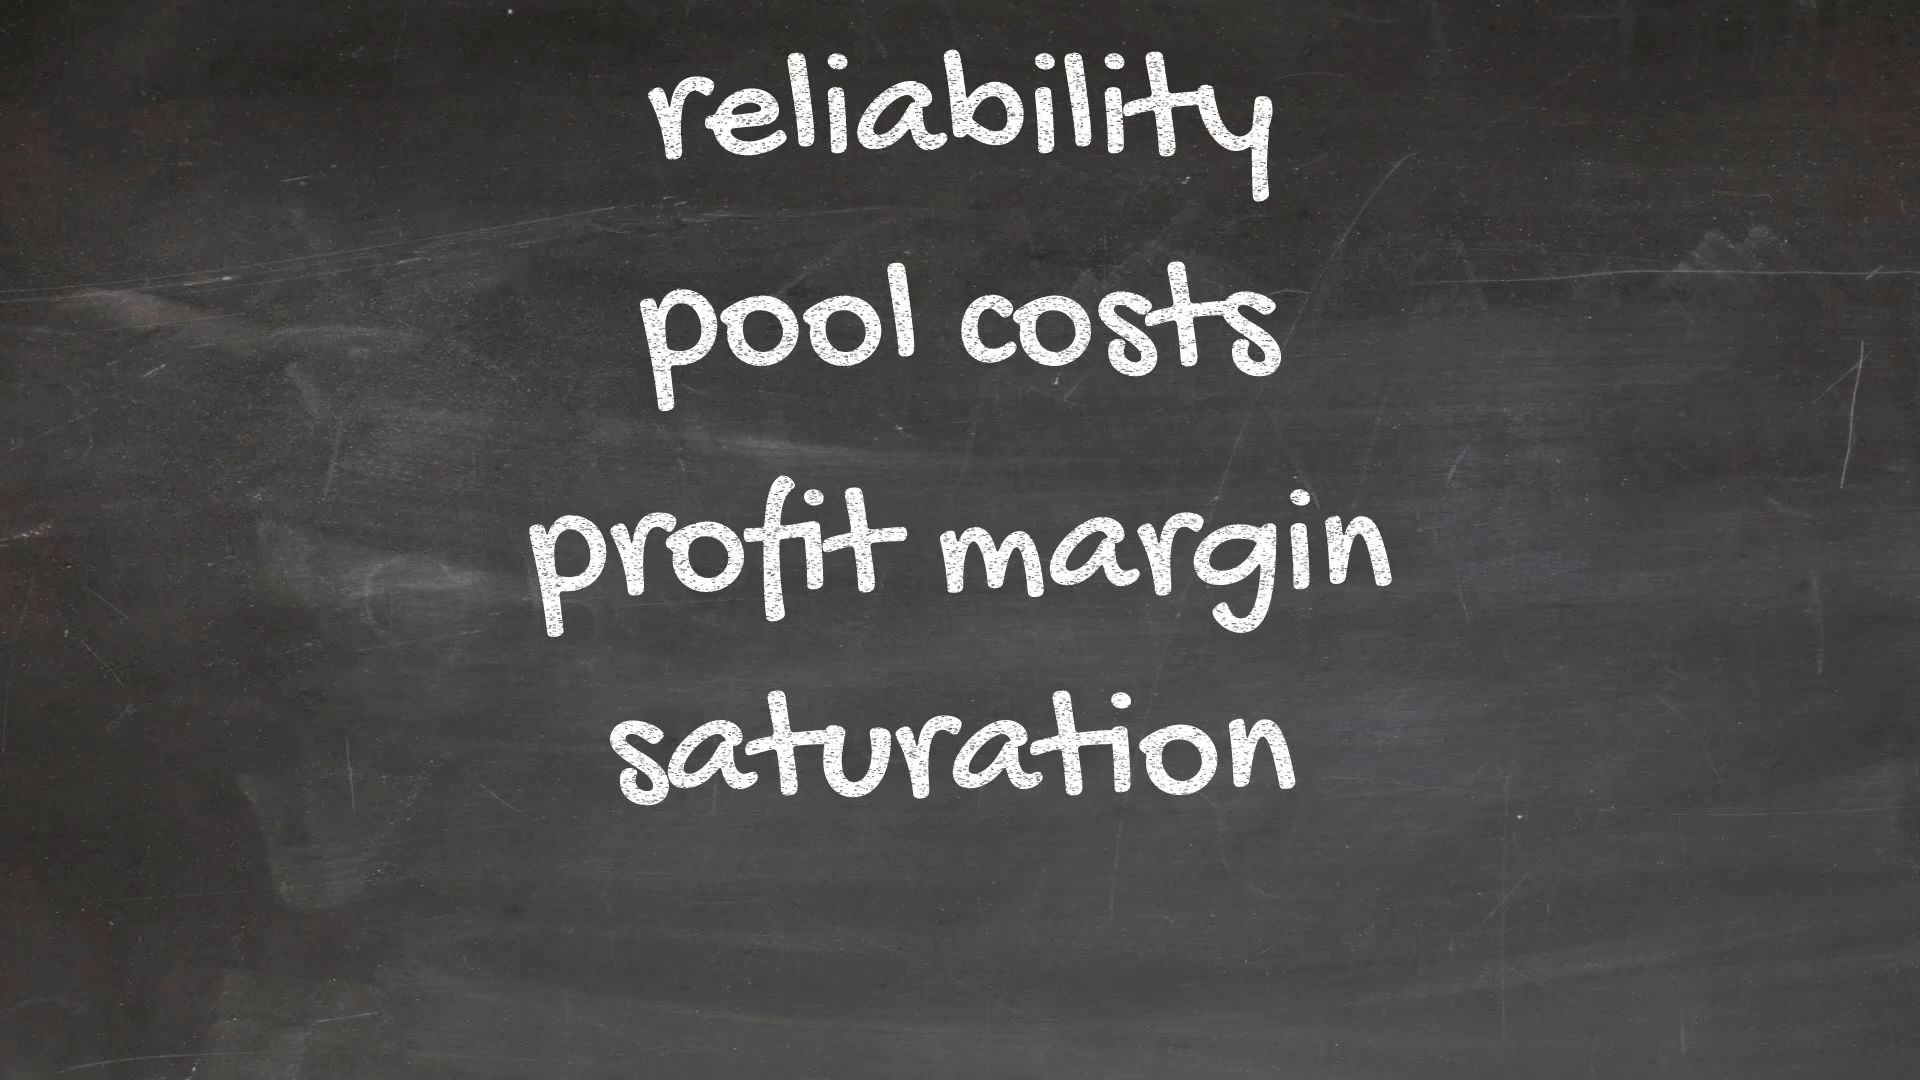 reliability
pool costs
profit margin
saturation